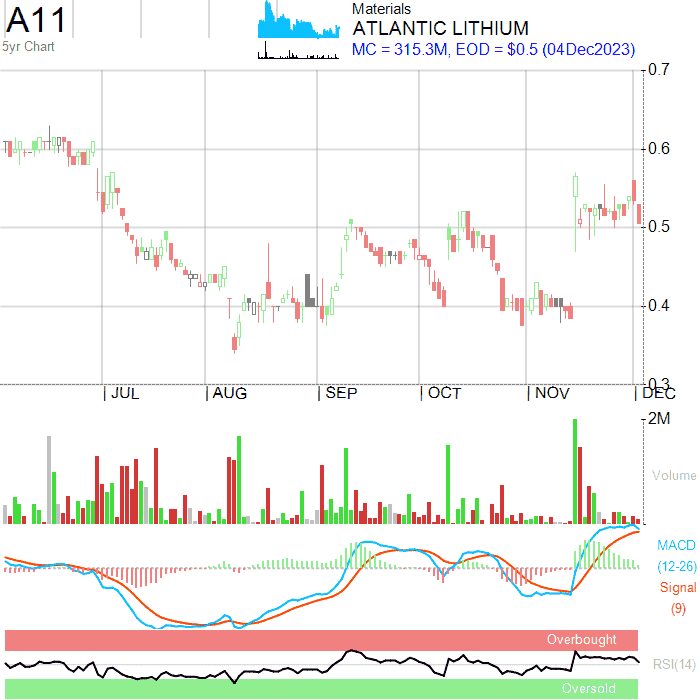 A11
5yr Chart
Materials
ATLANTIC LITHIUM
MC = 315.3M, EOD = $0.5 (04Dec2023)
0.7
0.6
0.5
0.4
0.3
JUL
AUG
SEP
OCT
NOV
DEC
2M
Volume
MACD
(12-26)
Signal
(9)
Overbought
RSI(14)
Oversold